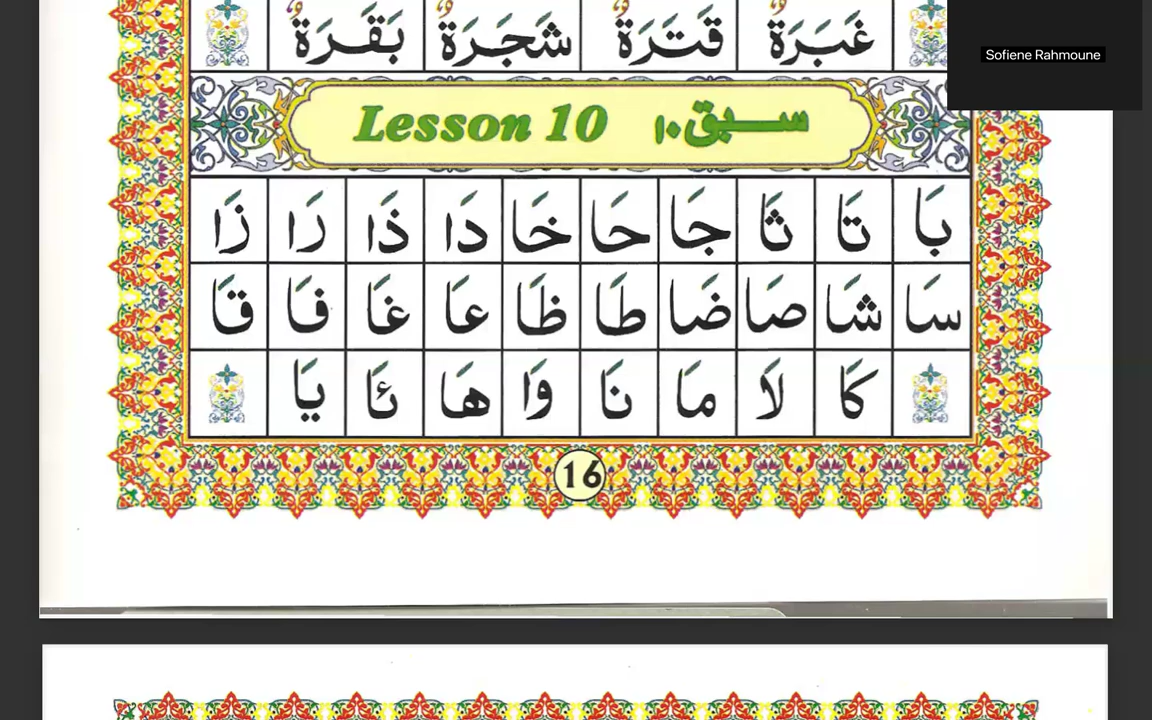 Sofiene Rahmoune
غَبَرَةٌ قَتَرَةٌ شَجَرَةٌ بَقَرَةٌ
Lesson 10 سبق ۱۰
بَا تَا ثَا جَا حَا خَا دَا ذَا رَا زَا
سَا شَا صَا ضَا طَا ظَا عَا غَا فَا قَا
كَا لَا مَا نَا وَا هَا ئَا يَا
16